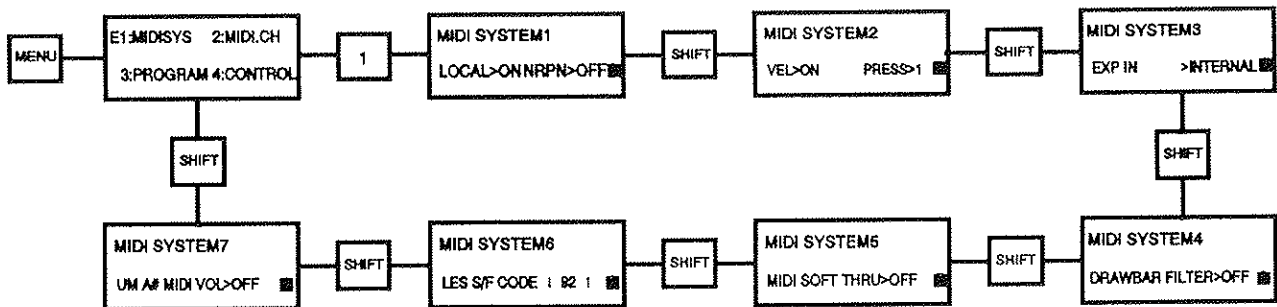 MENU
E1:MIDISYS 2:MIDI.CH
3:PROGRAM 4:CONTROL
1
MIDI SYSTEM1
LOCAL>ON NRPN>OFF
SHIFT
MIDI SYSTEM2
VEL>ON PRESS>1
SHIFT
MIDI SYSTEM3
EXP IN >INTERNAL
SHIFT
SHIFT
MIDI SYSTEM7
UM A# MIDI VOL>OFF
SHIFT
MIDI SYSTEM6
LES S/F CODE 92 1
SHIFT
MIDI SYSTEM5
MIDI SOFT THRU>OFF
SHIFT
MIDI SYSTEM4
DRAWBAR FILTER>OFF